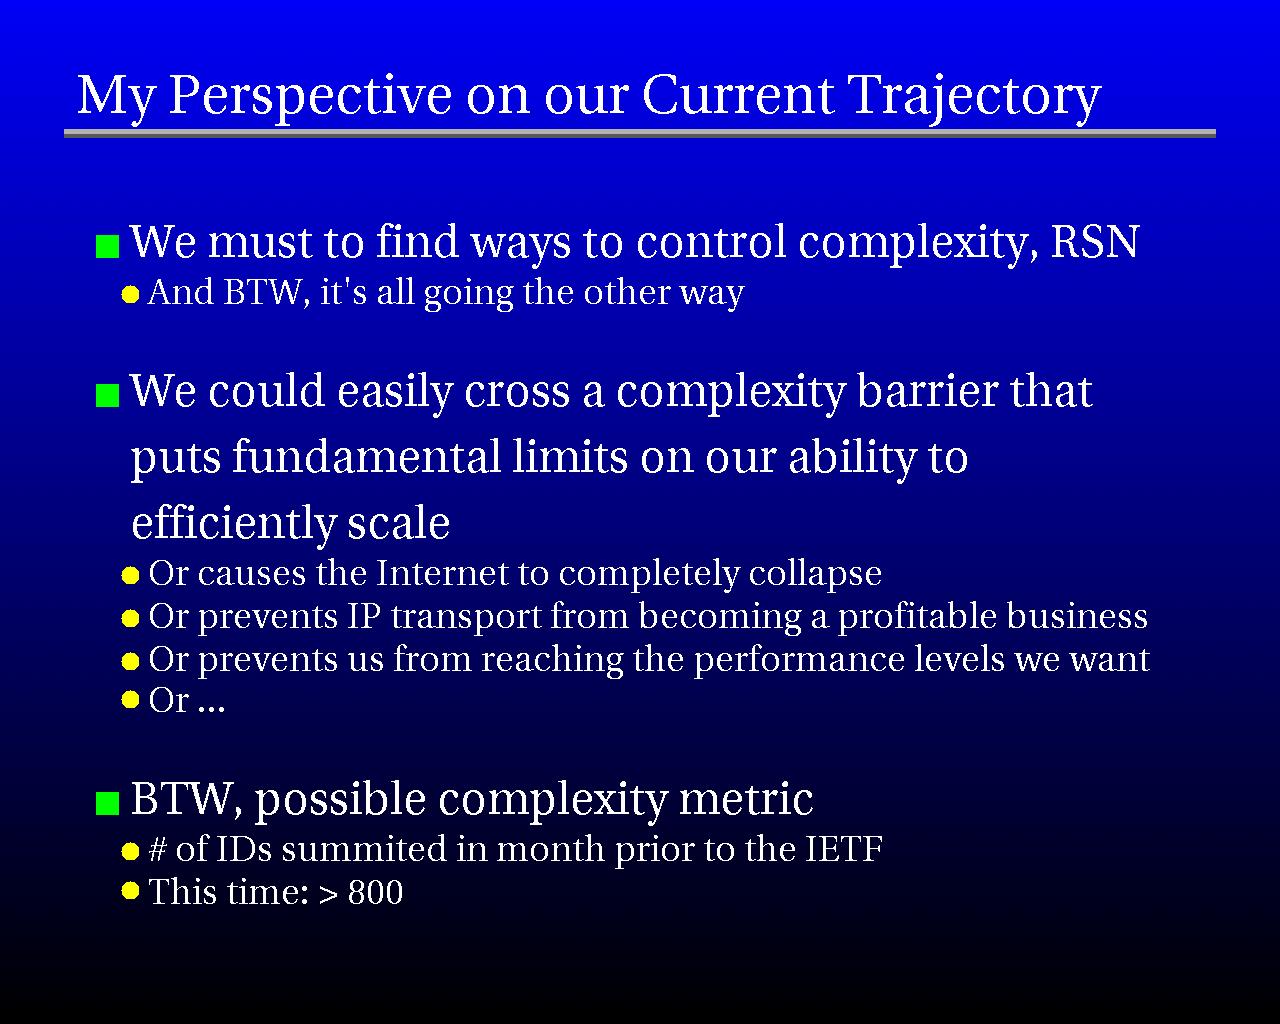 My Perspective on our Current Trajectory
We must to find ways to control complexity, RSN
And BTW, it's all going the other way
We could easily cross a complexity barrier that
puts fundamental limits on our ability to
efficiently scale
Or causes the Internet to completely collapse
Or prevents IP transport from becoming a profitable business
Or prevents us from reaching the performance levels we want
Or ...
BTW, possible complexity metric
# of IDs summited in month prior to the IETF
This time: > 800